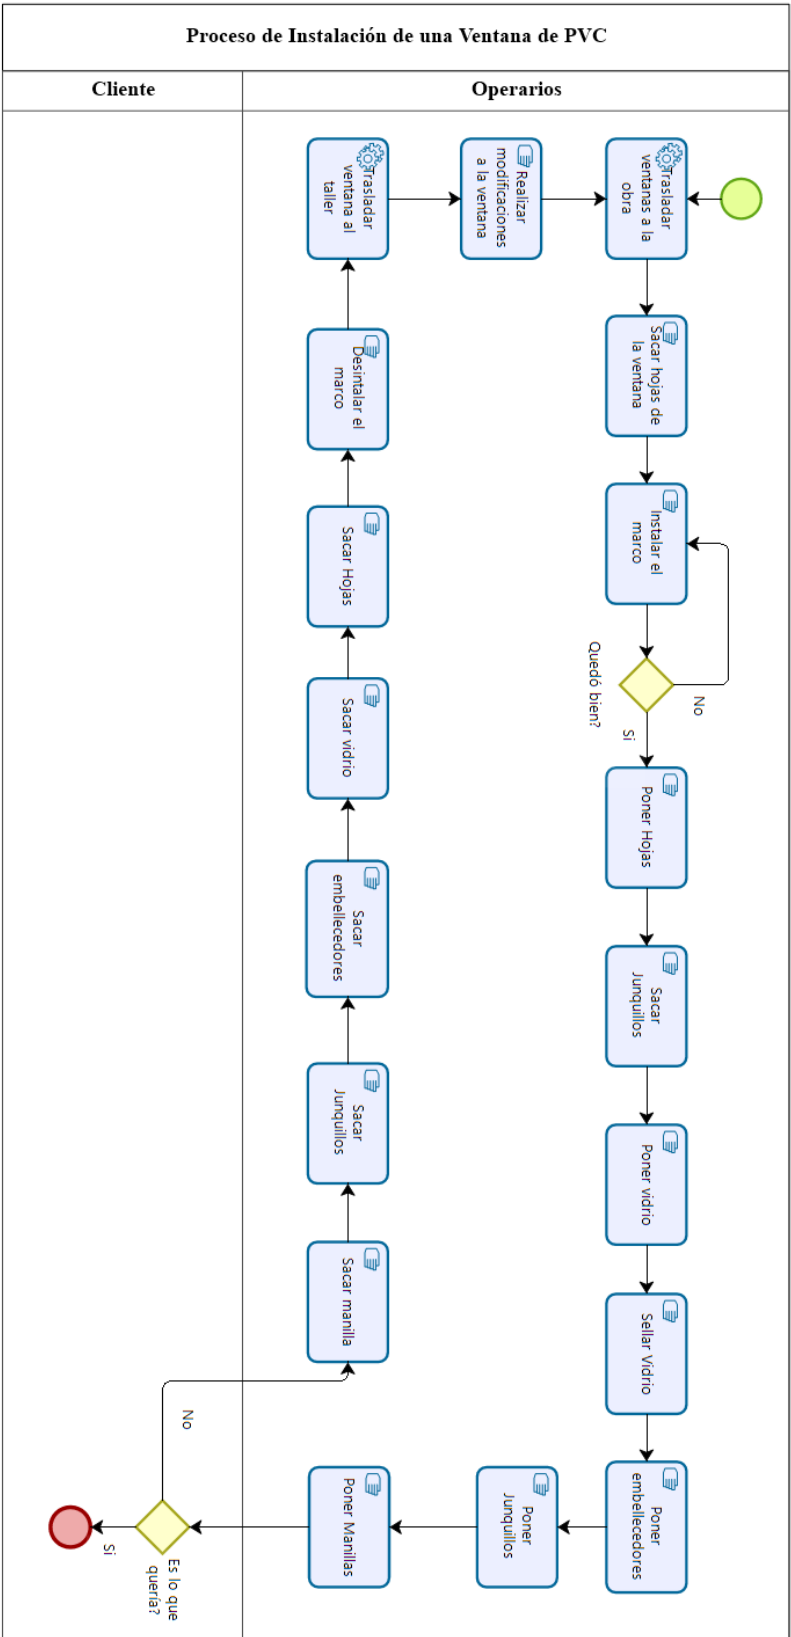 Proceso de Instalación de una Ventana de PVC
Cliente
Operarios
Trasladar
ventanas a la
obra
Sacar hojas de
la ventana
Instalar el
marco
Quedó bien?
No
Si
Poner Hojas
Sacar
Junquillos
Poner vidrio
Sellar Vidrio
Poner
embellecedores
Poner
Junquillos
Poner Manillas
Es lo que
quería?
Si
No
Sacar manilla
Sacar
Junquillos
Sacar
embellecedores
Sacar vidrio
Sacar Hojas
Desintalar el
marco
Trasladar
ventana al
taller
Realizar
modificaciones
a la ventana